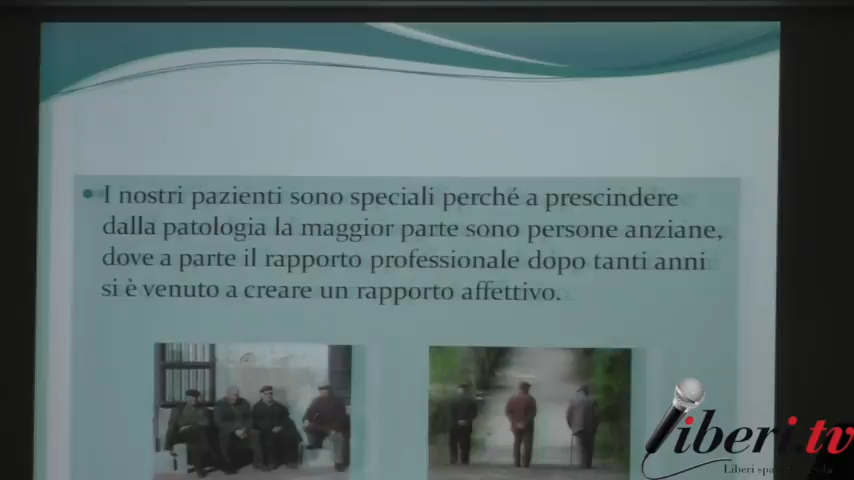 • I nostri pazienti sono speciali perché a prescindere
dalla patologia la maggior parte sono persone anziane,
dove a parte il rapporto professionale dopo tanti anni
si è venuto a creare un rapporto affettivo.
liberi.tv
Liberi